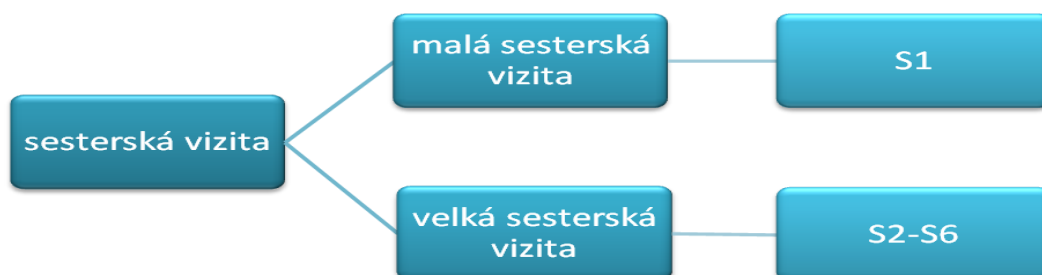 sesterská vizita
malá sesterská
vizita
S1
velká sesterská
vizita
S2-S6